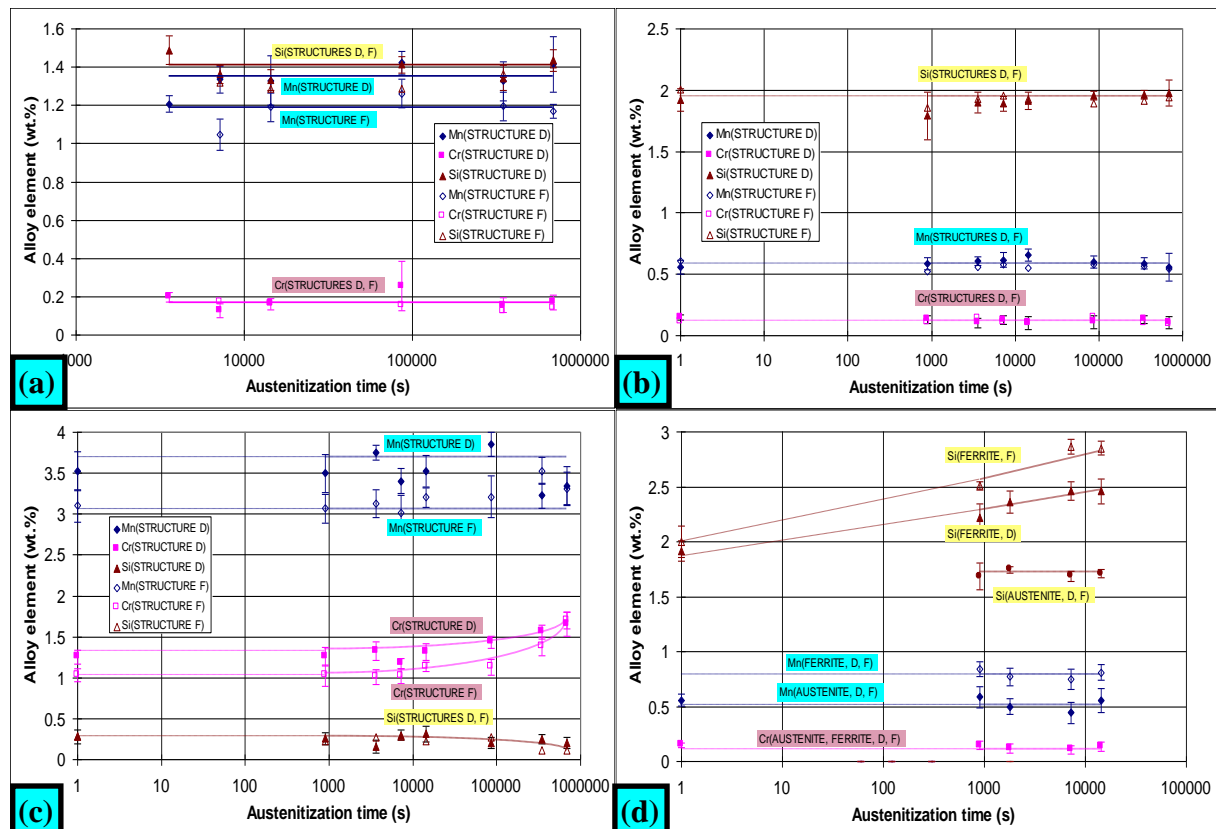 Alloy element (wt.%)
1.6
1.4
1.2
1
0.8
0.6
0.4
0.2
0
Si(STRUCTURES D, F)
Mn(STRUCTURE D)
Mn(STRUCTURE F)
Mn(STRUCTURE D)
Cr(STRUCTURE D)
Si(STRUCTURE D)
Mn(STRUCTURE F)
Cr(STRUCTURE F)
Si(STRUCTURE F)
Cr(STRUCTURES D, F)
10000 100000 1000000
Austenitization time (s)
(a)
Alloy element (wt.%)
2.5
2
1.5
1
0.5
0
Si(STRUCTURES D, F)
Mn(STRUCTURE D)
Cr(STRUCTURE D)
Si(STRUCTURE D)
Mn(STRUCTURE F)
Cr(STRUCTURE F)
Si(STRUCTURE F)
Mn(STRUCTURES D, F)
Cr(STRUCTURES D, F)
1 10 100 1000 10000 100000 1000000
Austenitization time (s)
(b)
Alloy element (wt.%)
4
3.5
3
2.5
2
1.5
1
0.5
0
Mn(STRUCTURE D)
Mn(STRUCTURE F)
Mn(STRUCTURE D)
Cr(STRUCTURE D)
Si(STRUCTURE D)
Mn(STRUCTURE F)
Cr(STRUCTURE F)
Si(STRUCTURE F)
Cr(STRUCTURE D)
Cr(STRUCTURE F)
Si(STRUCTURES D, F)
1 10 100 1000 10000 100000 1000000
Austenitization time (s)
(c)
Alloy element (wt.%)
3
2.5
2
1.5
1
0.5
0
Si(FERRITE, F)
Si(FERRITE, D)
Si(AUSTENITE, D, F)
Mn(FERRITE, D, F)
Mn(AUSTENITE, D, F)
Cr(AUSTENITE, FERRITE, D, F)
1 10 100 1000 10000 100000
Austenitization time (s)
(d)